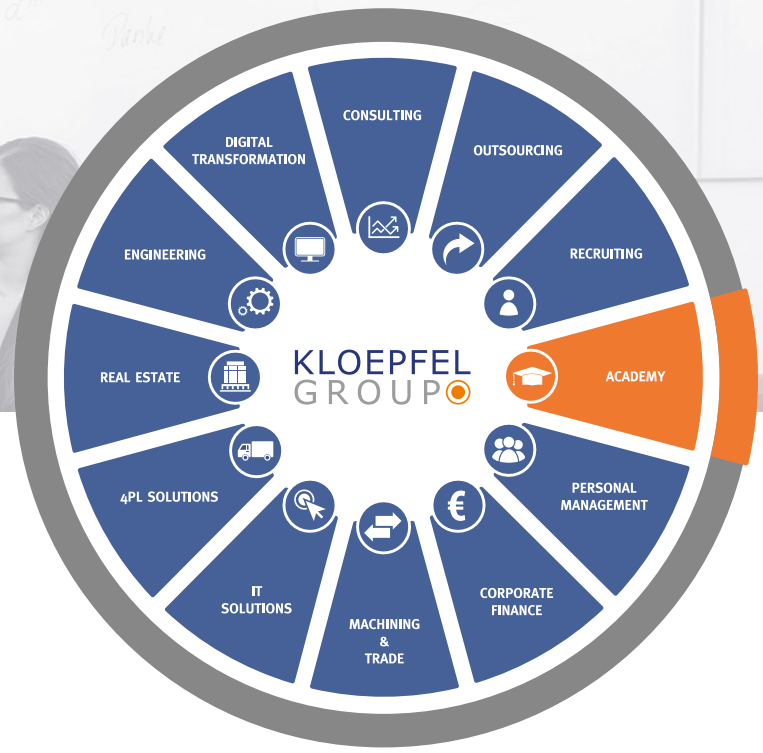 Danke
CONSULTING
OUTSOURCING
RECRUITING
ACADEMY
PERSONAL
MANAGEMENT
CORPORATE
FINANCE
MACHINING
&
TRADE
IT
SOLUTIONS
4PL SOLUTIONS
REAL ESTATE
ENGINEERING
DIGITAL
TRANSFORMATION
KLOEPFEL
GROUP
€